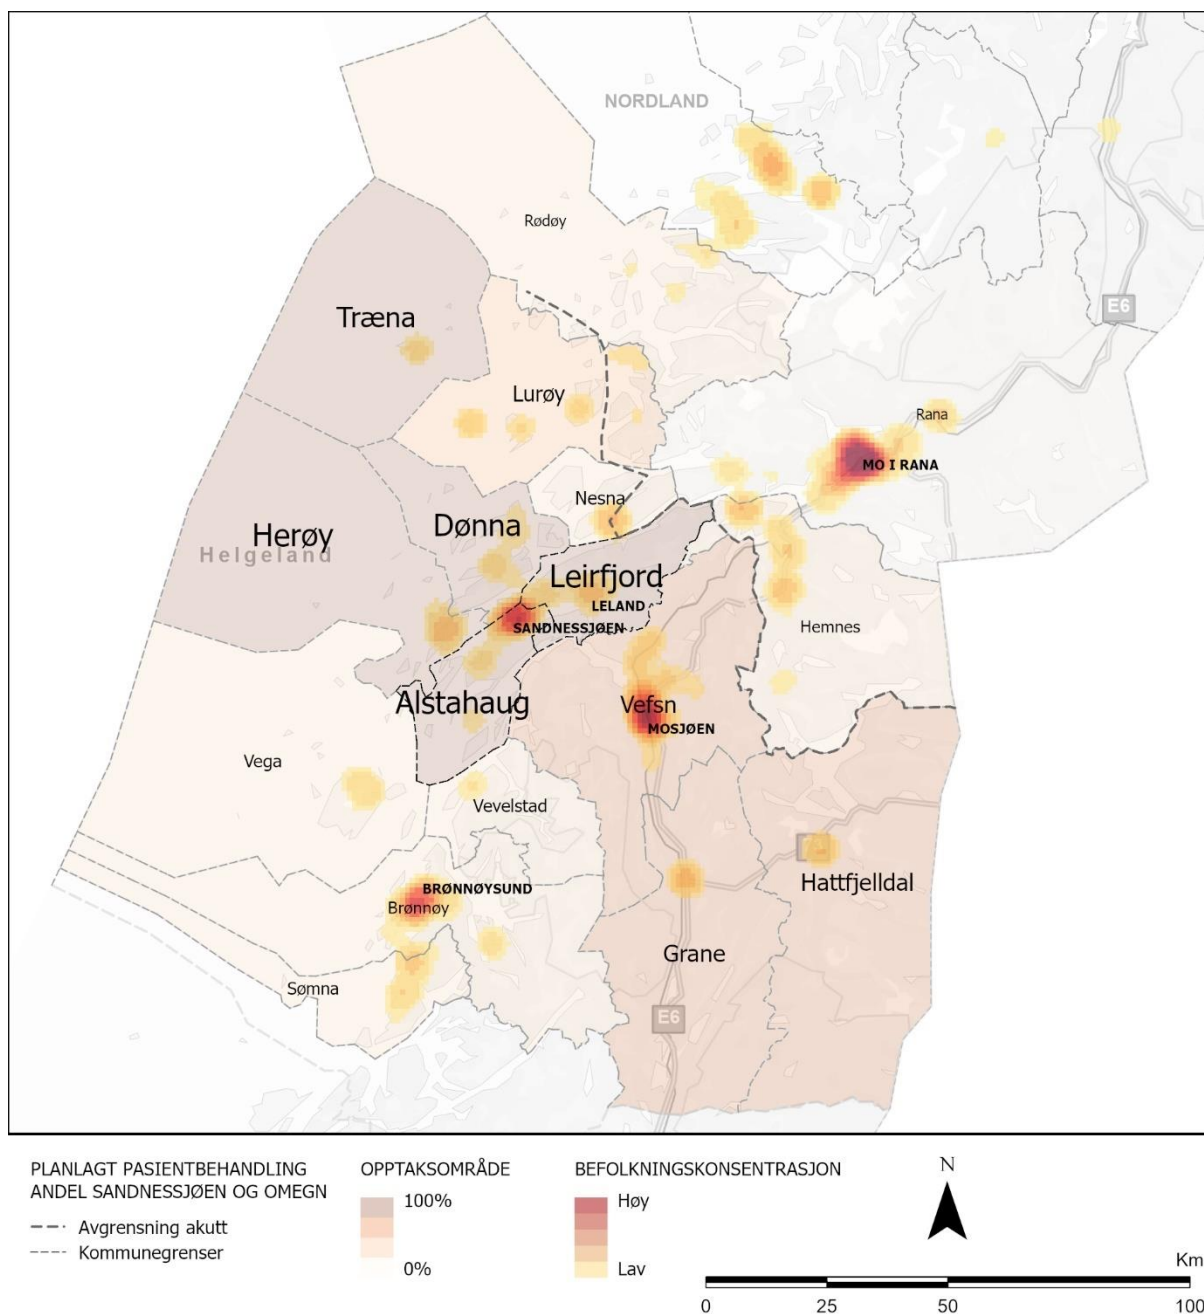 NORDLAND
Rødøy
E6
Træna
Lurøy
Rana
MO I RANA
Nesna
Herøy
Helgeland
Dønna
Leirfjord
LELAND
SANDNESSJØEN
Hemnes
Alstahaug
Vefsn
MOSJØEN
Vega
Vevelstad
BRØNNØYSUND
Brønnøy
Hattfjelldal
Grane
Sømna
E6
PLANLAGT PASIENTBEHANDLING
ANDEL SANDNESSJØEN OG OMEGN
Avgrensning akutt
Kommunegrenser
OPPTAKSOMRÅDE
100%
0%
BEFOLKNINGSKONSENTRASJON
Høy
Lav
N
Km
0 25 50 100